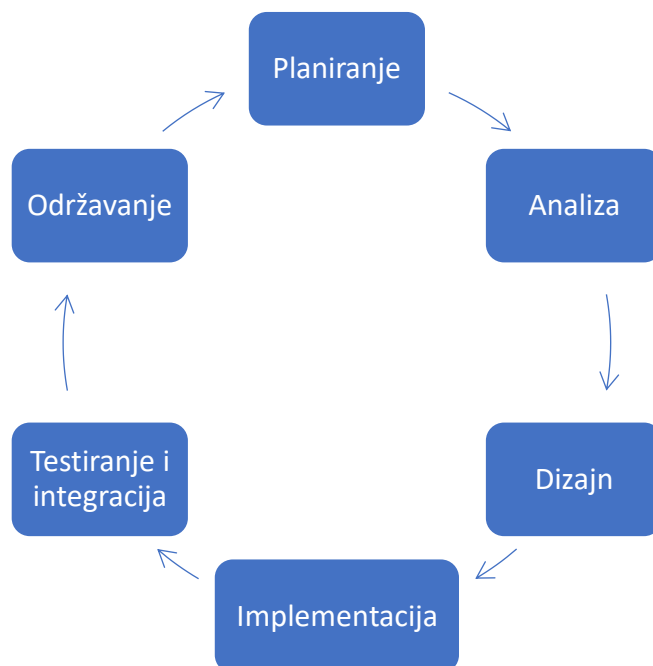 Planiranje
Analiza
Dizajn
Implementacija
Testiranje i
integracija
Održavanje